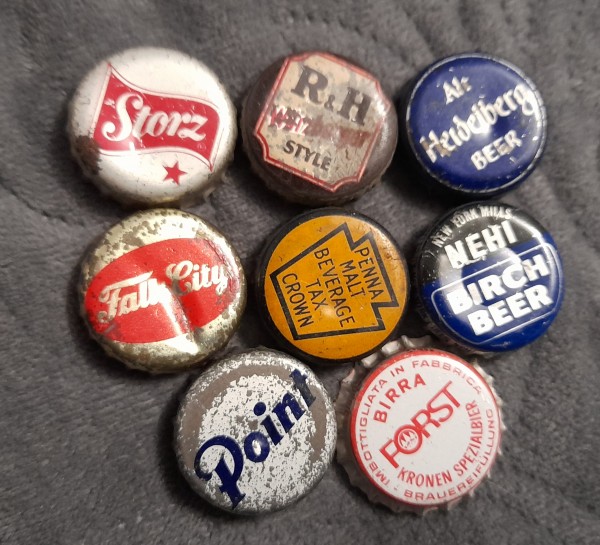 Storz
R&H
STYLE
Alt
Heidelberg
BEER
Falls City
PENNA
MALT
BEVERAGE
TAX
CROWN
NEW YORK MILLS
NEHI
BIRCH
BEER
Point
IMBOTTIGLIATA IN FABBRICA
BIRRA
FORST
KRONEN SPEZIALBIER
BRAUEREIFÜLLUNG